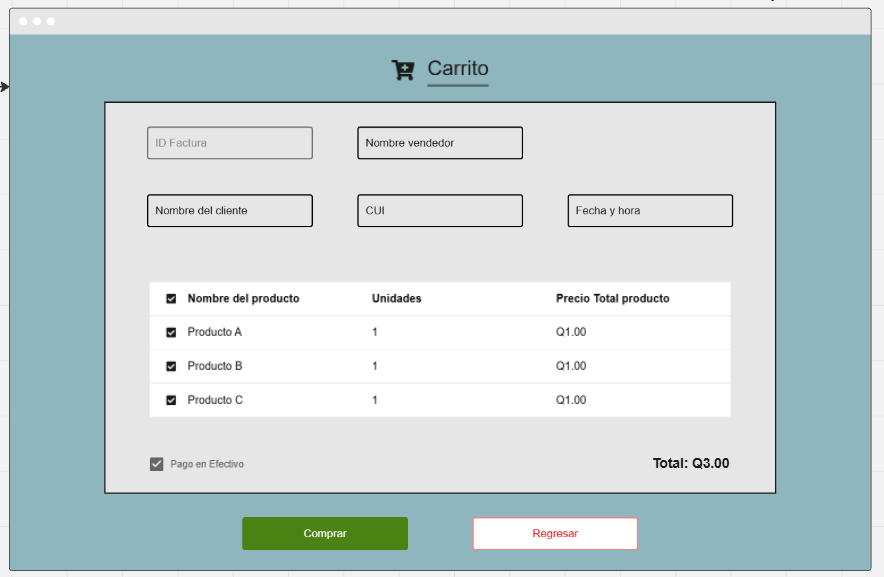 Carrito
ID Factura
Nombre vendedor
Nombre del cliente
CUI
Fecha y hora
Nombre del producto Unidades Precio Total producto
Producto A 1 Q1.00
Producto B 1 Q1.00
Producto C 1 Q1.00
Pago en Efectivo
Total: Q3.00
Comprar
Regresar